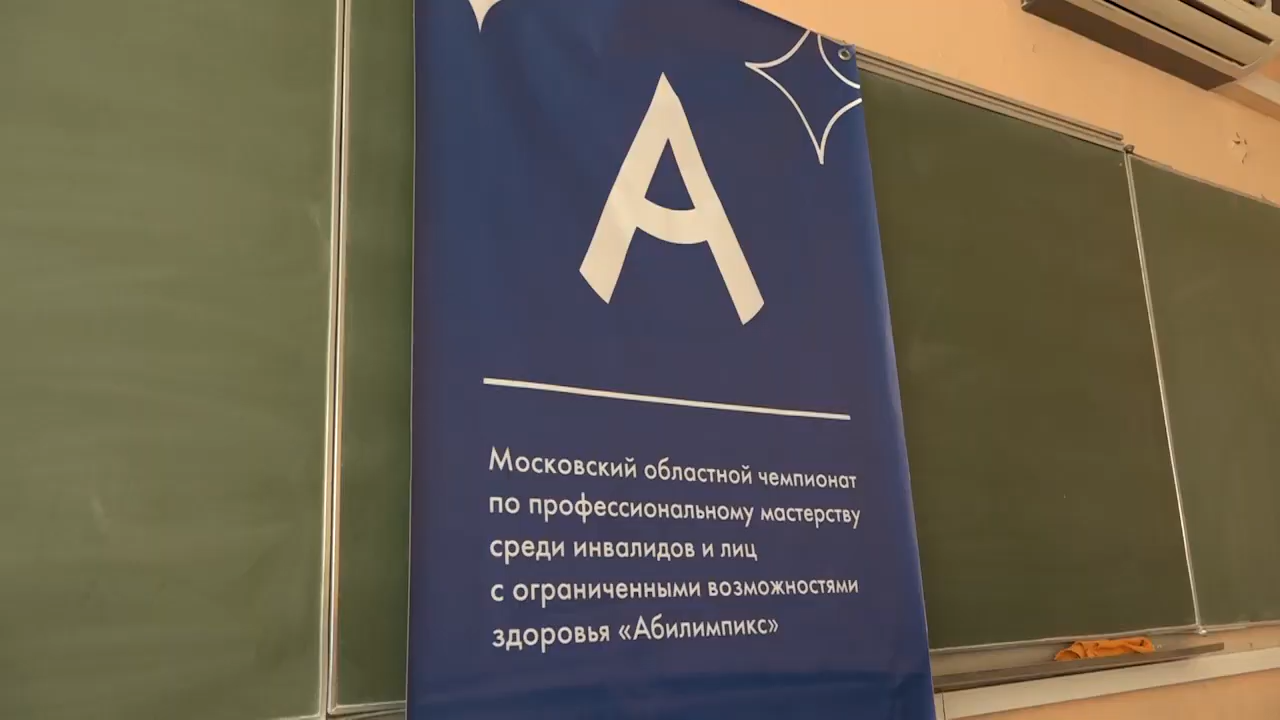 А
Московский областной чемпионат
по профессиональному мастерству
среди инвалидов и лиц
с ограниченными возможностями
здоровья «Абилимпикс»